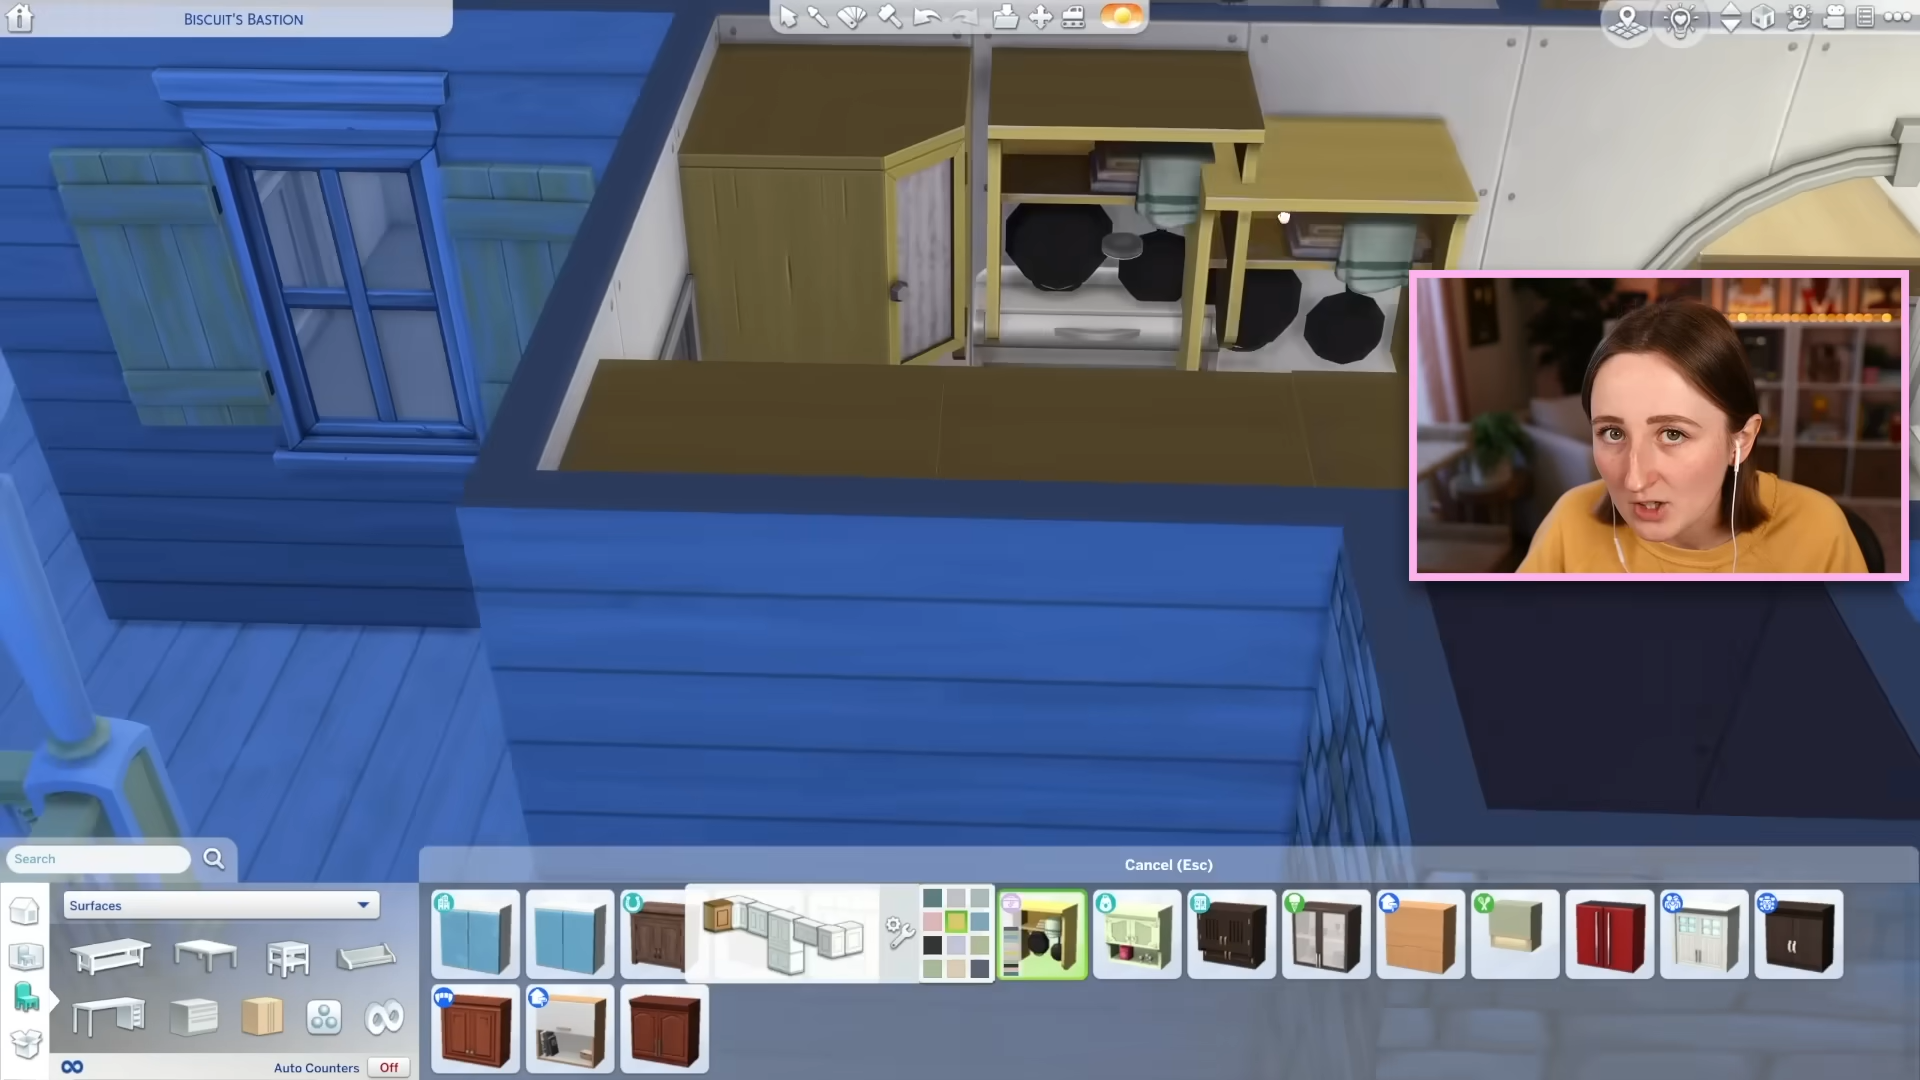 BISCUIT'S BASTION
Cancel (Esc)
Search
Surfaces
Auto Counters
Off